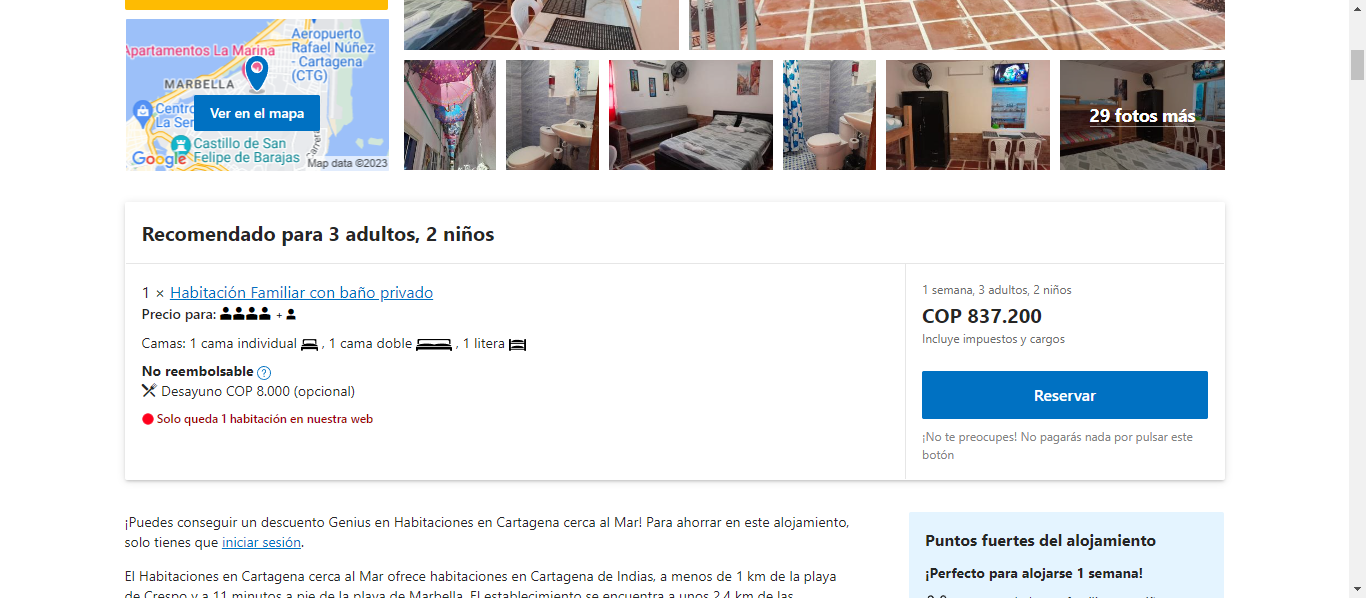 Aeropuerto
Rafael Núñez
- Cartagena
(CTG)
Apartamentos La Marina
MARBELLA
Centro
La Ser
Ver en el mapa
Castillo de San
Felipe de Barajas
Google
Map data ©2023
29 fotos más
Recomendado para 3 adultos, 2 niños
1 × Habitación Familiar con baño privado
Precio para: +
Camas: 1 cama individual , 1 cama doble , 1 litera
No reembolsable
Desayuno COP 8.000 (opcional)
Solo queda 1 habitación en nuestra web
1 semana, 3 adultos, 2 niños
COP 837.200
Incluye impuestos y cargos
Reservar
¡No te preocupes! No pagarás nada por pulsar este
botón
¡Puedes conseguir un descuento Genius en Habitaciones en Cartagena cerca al Mar! Para ahorrar en este alojamiento,
solo tienes que iniciar sesión.
El Habitaciones en Cartagena cerca al Mar ofrece habitaciones en Cartagena de Indias, a menos de 1 km de la playa
de Crespo y a 11 minutos a pie de la playa de Marbella. El establecimiento se encuentra a unos 2,4 km de las
Puntos fuertes del alojamiento
¡Perfecto para alojarse 1 semana!